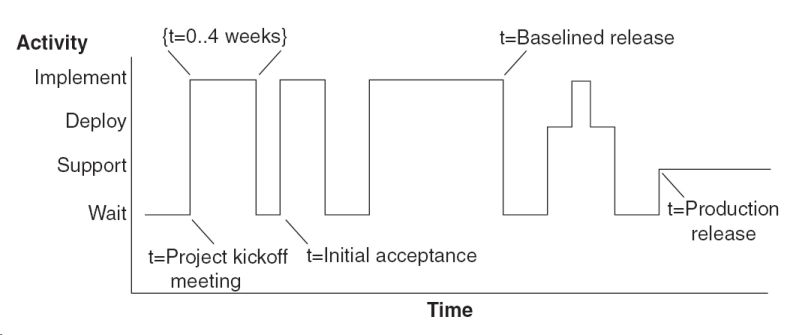 Activity
{t=0..4 weeks}
t=Baselined release
Implement
Deploy
Support
Wait
t=Project kickoff
meeting
t=Initial acceptance
t=Production
release
Time